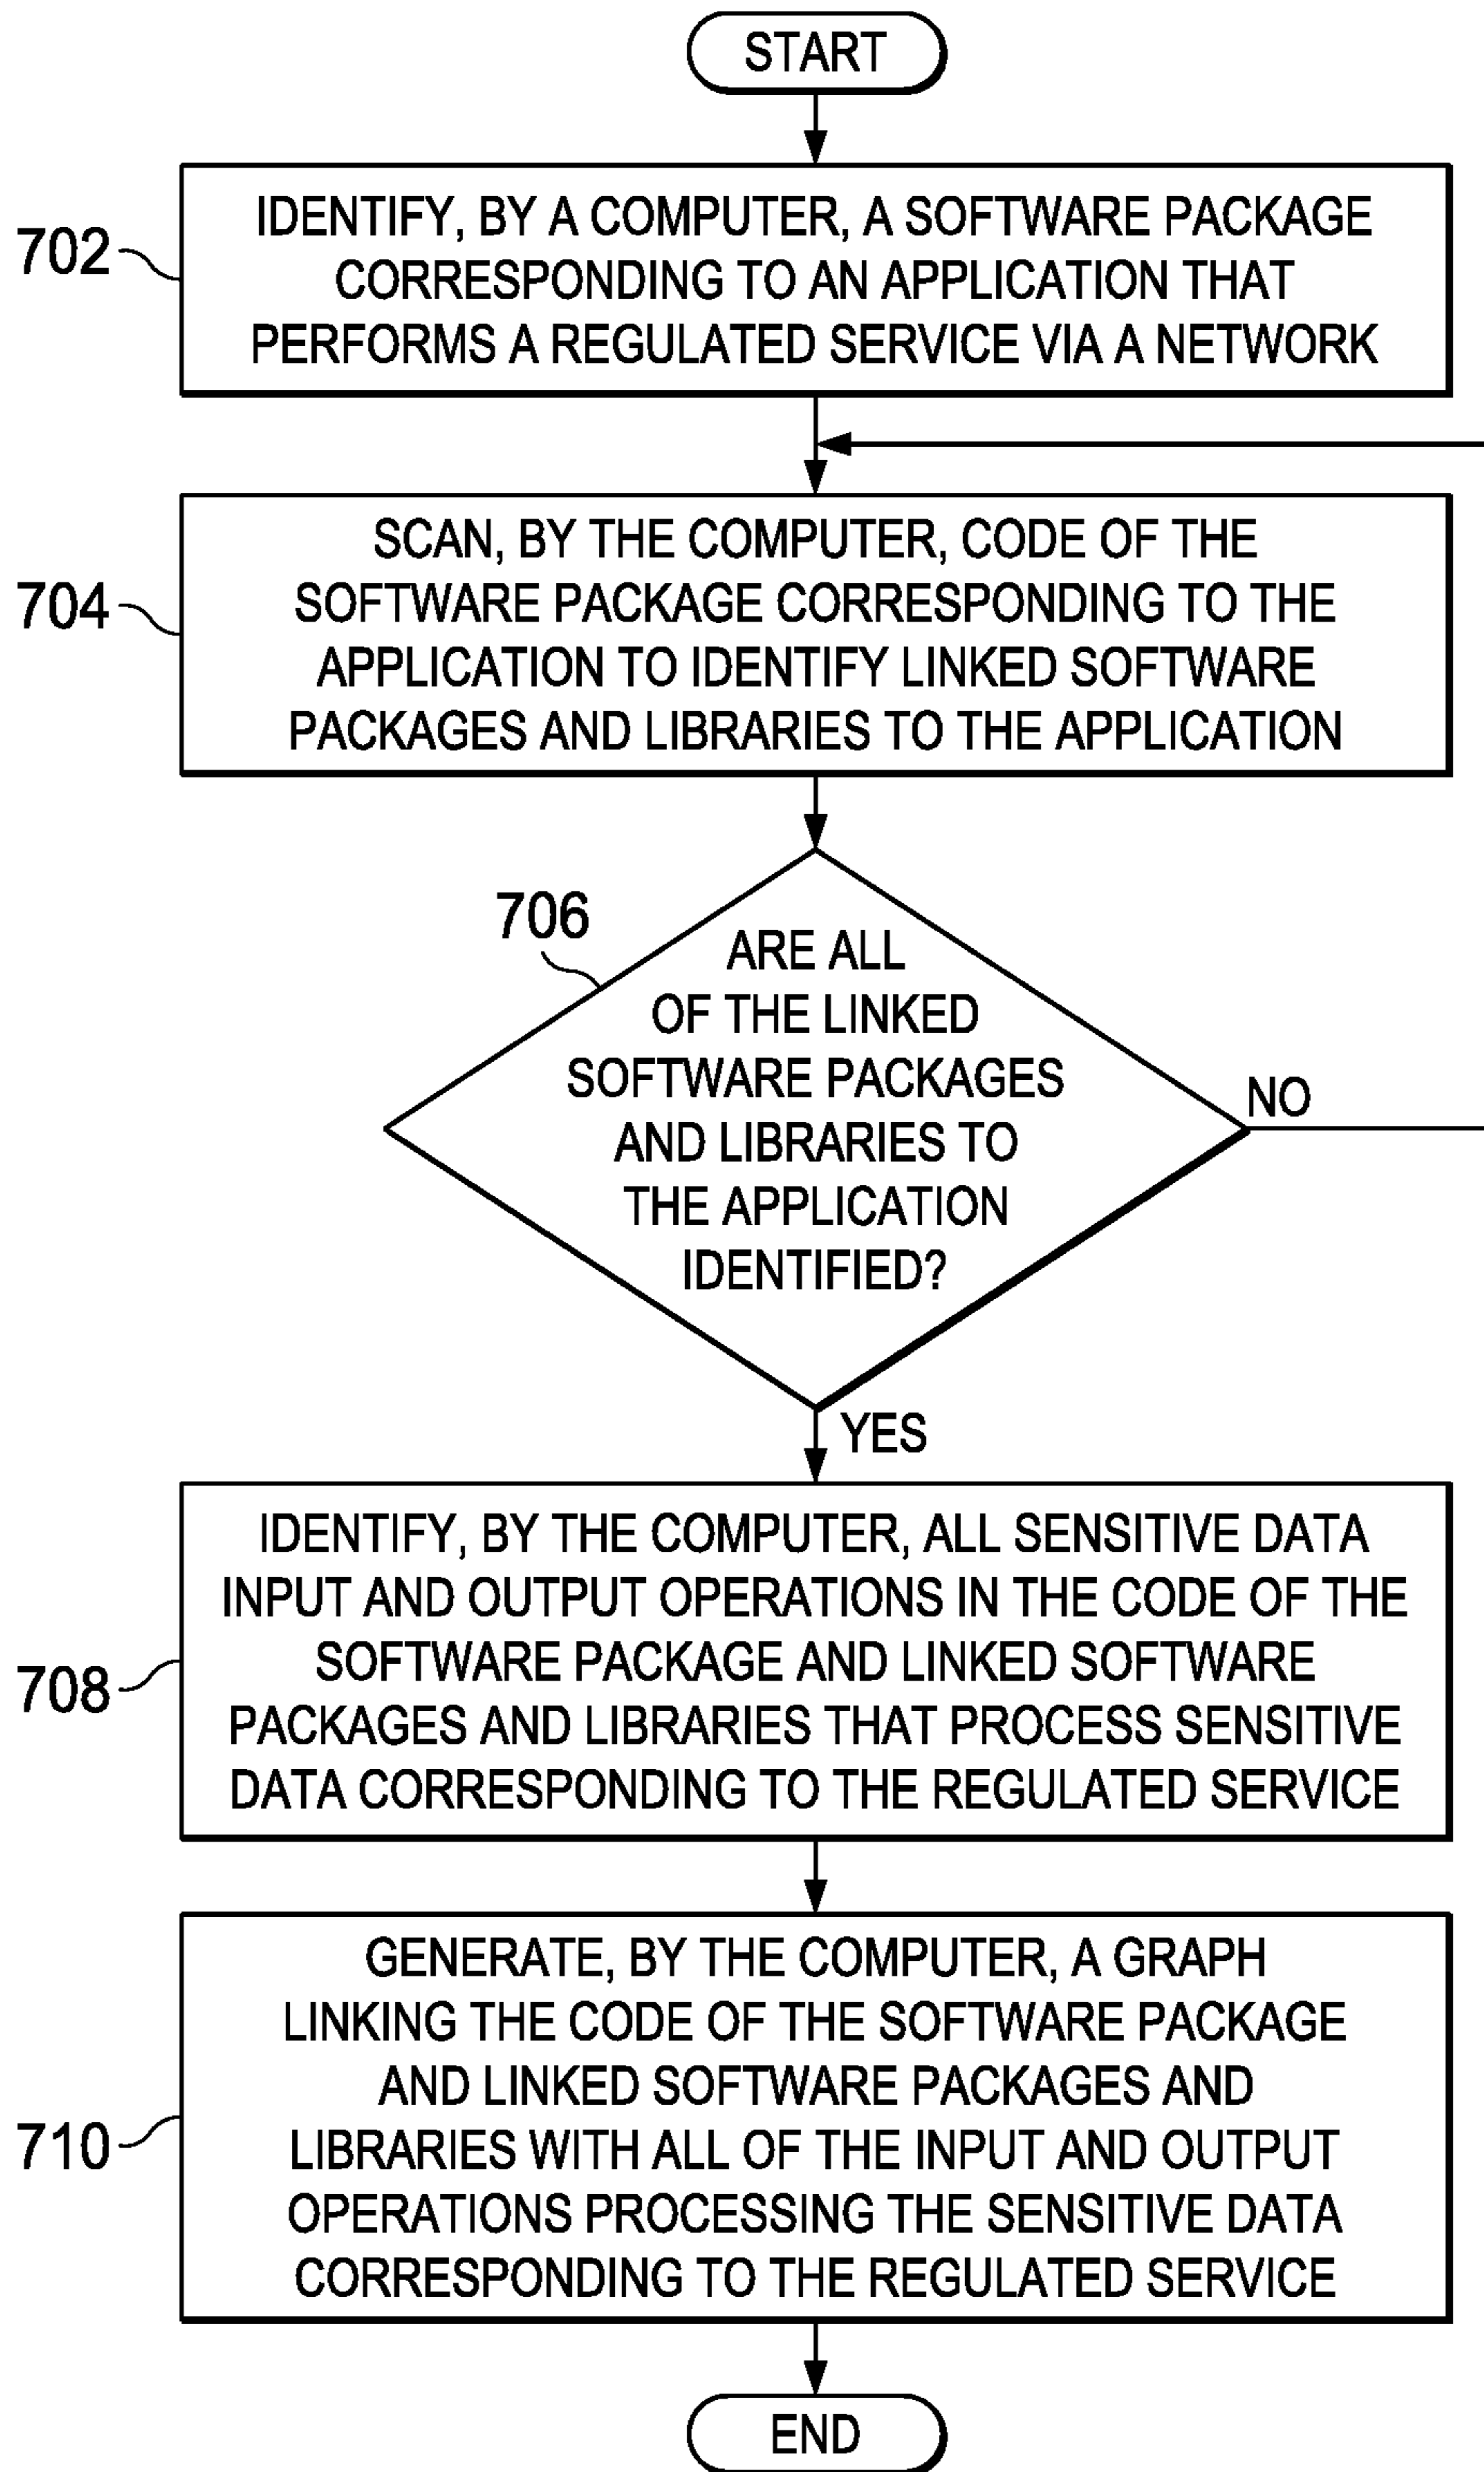 START
702
IDENTIFY, BY A COMPUTER, A SOFTWARE PACKAGE
CORRESPONDING TO AN APPLICATION THAT
PERFORMS A REGULATED SERVICE VIA A NETWORK
704
SCAN, BY THE COMPUTER, CODE OF THE
SOFTWARE PACKAGE CORRESPONDING TO THE
APPLICATION TO IDENTIFY LINKED SOFTWARE
PACKAGES AND LIBRARIES TO THE APPLICATION
706
ARE ALL
OF THE LINKED
SOFTWARE PACKAGES
AND LIBRARIES TO
THE APPLICATION
IDENTIFIED?
NO
YES
708
IDENTIFY, BY THE COMPUTER, ALL SENSITIVE DATA
INPUT AND OUTPUT OPERATIONS IN THE CODE OF THE
SOFTWARE PACKAGE AND LINKED SOFTWARE
PACKAGES AND LIBRARIES THAT PROCESS SENSITIVE
DATA CORRESPONDING TO THE REGULATED SERVICE
710
GENERATE, BY THE COMPUTER, A GRAPH
LINKING THE CODE OF THE SOFTWARE PACKAGE
AND LINKED SOFTWARE PACKAGES AND
LIBRARIES WITH ALL OF THE INPUT AND OUTPUT
OPERATIONS PROCESSING THE SENSITIVE DATA
CORRESPONDING TO THE REGULATED SERVICE
END